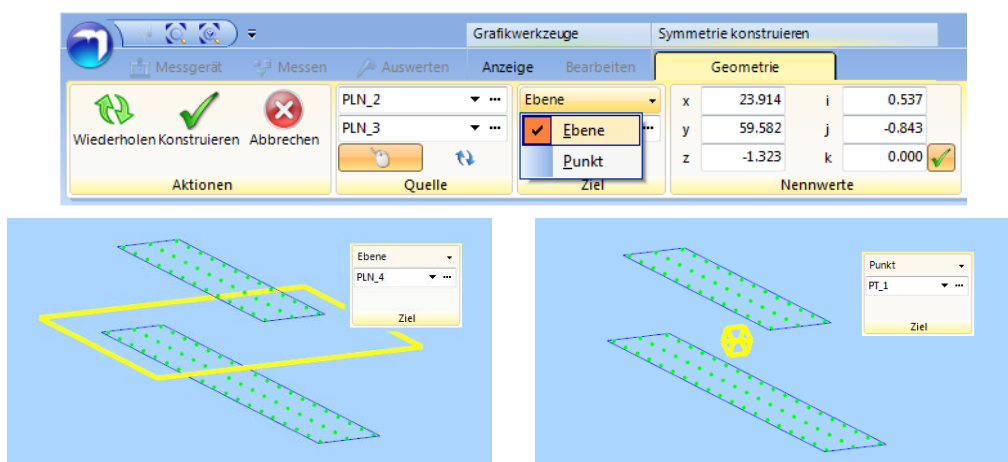 Grafikwerkzeuge Symmetrie konstruieren
Messgerät Messen Auswerten Anzeige Bearbeiten Geometrie
PLN_2 Ebene x 23.914 i 0.537
PLN_3 Ebene y 59.582 j -0.843
Wiederholen Konstruieren Abbrechen Punkt z -1.323 k 0.000
Aktionen Quelle Ziel Nennwerte
Ebene
PLN_4
Ziel
Punkt
PT_1
Ziel